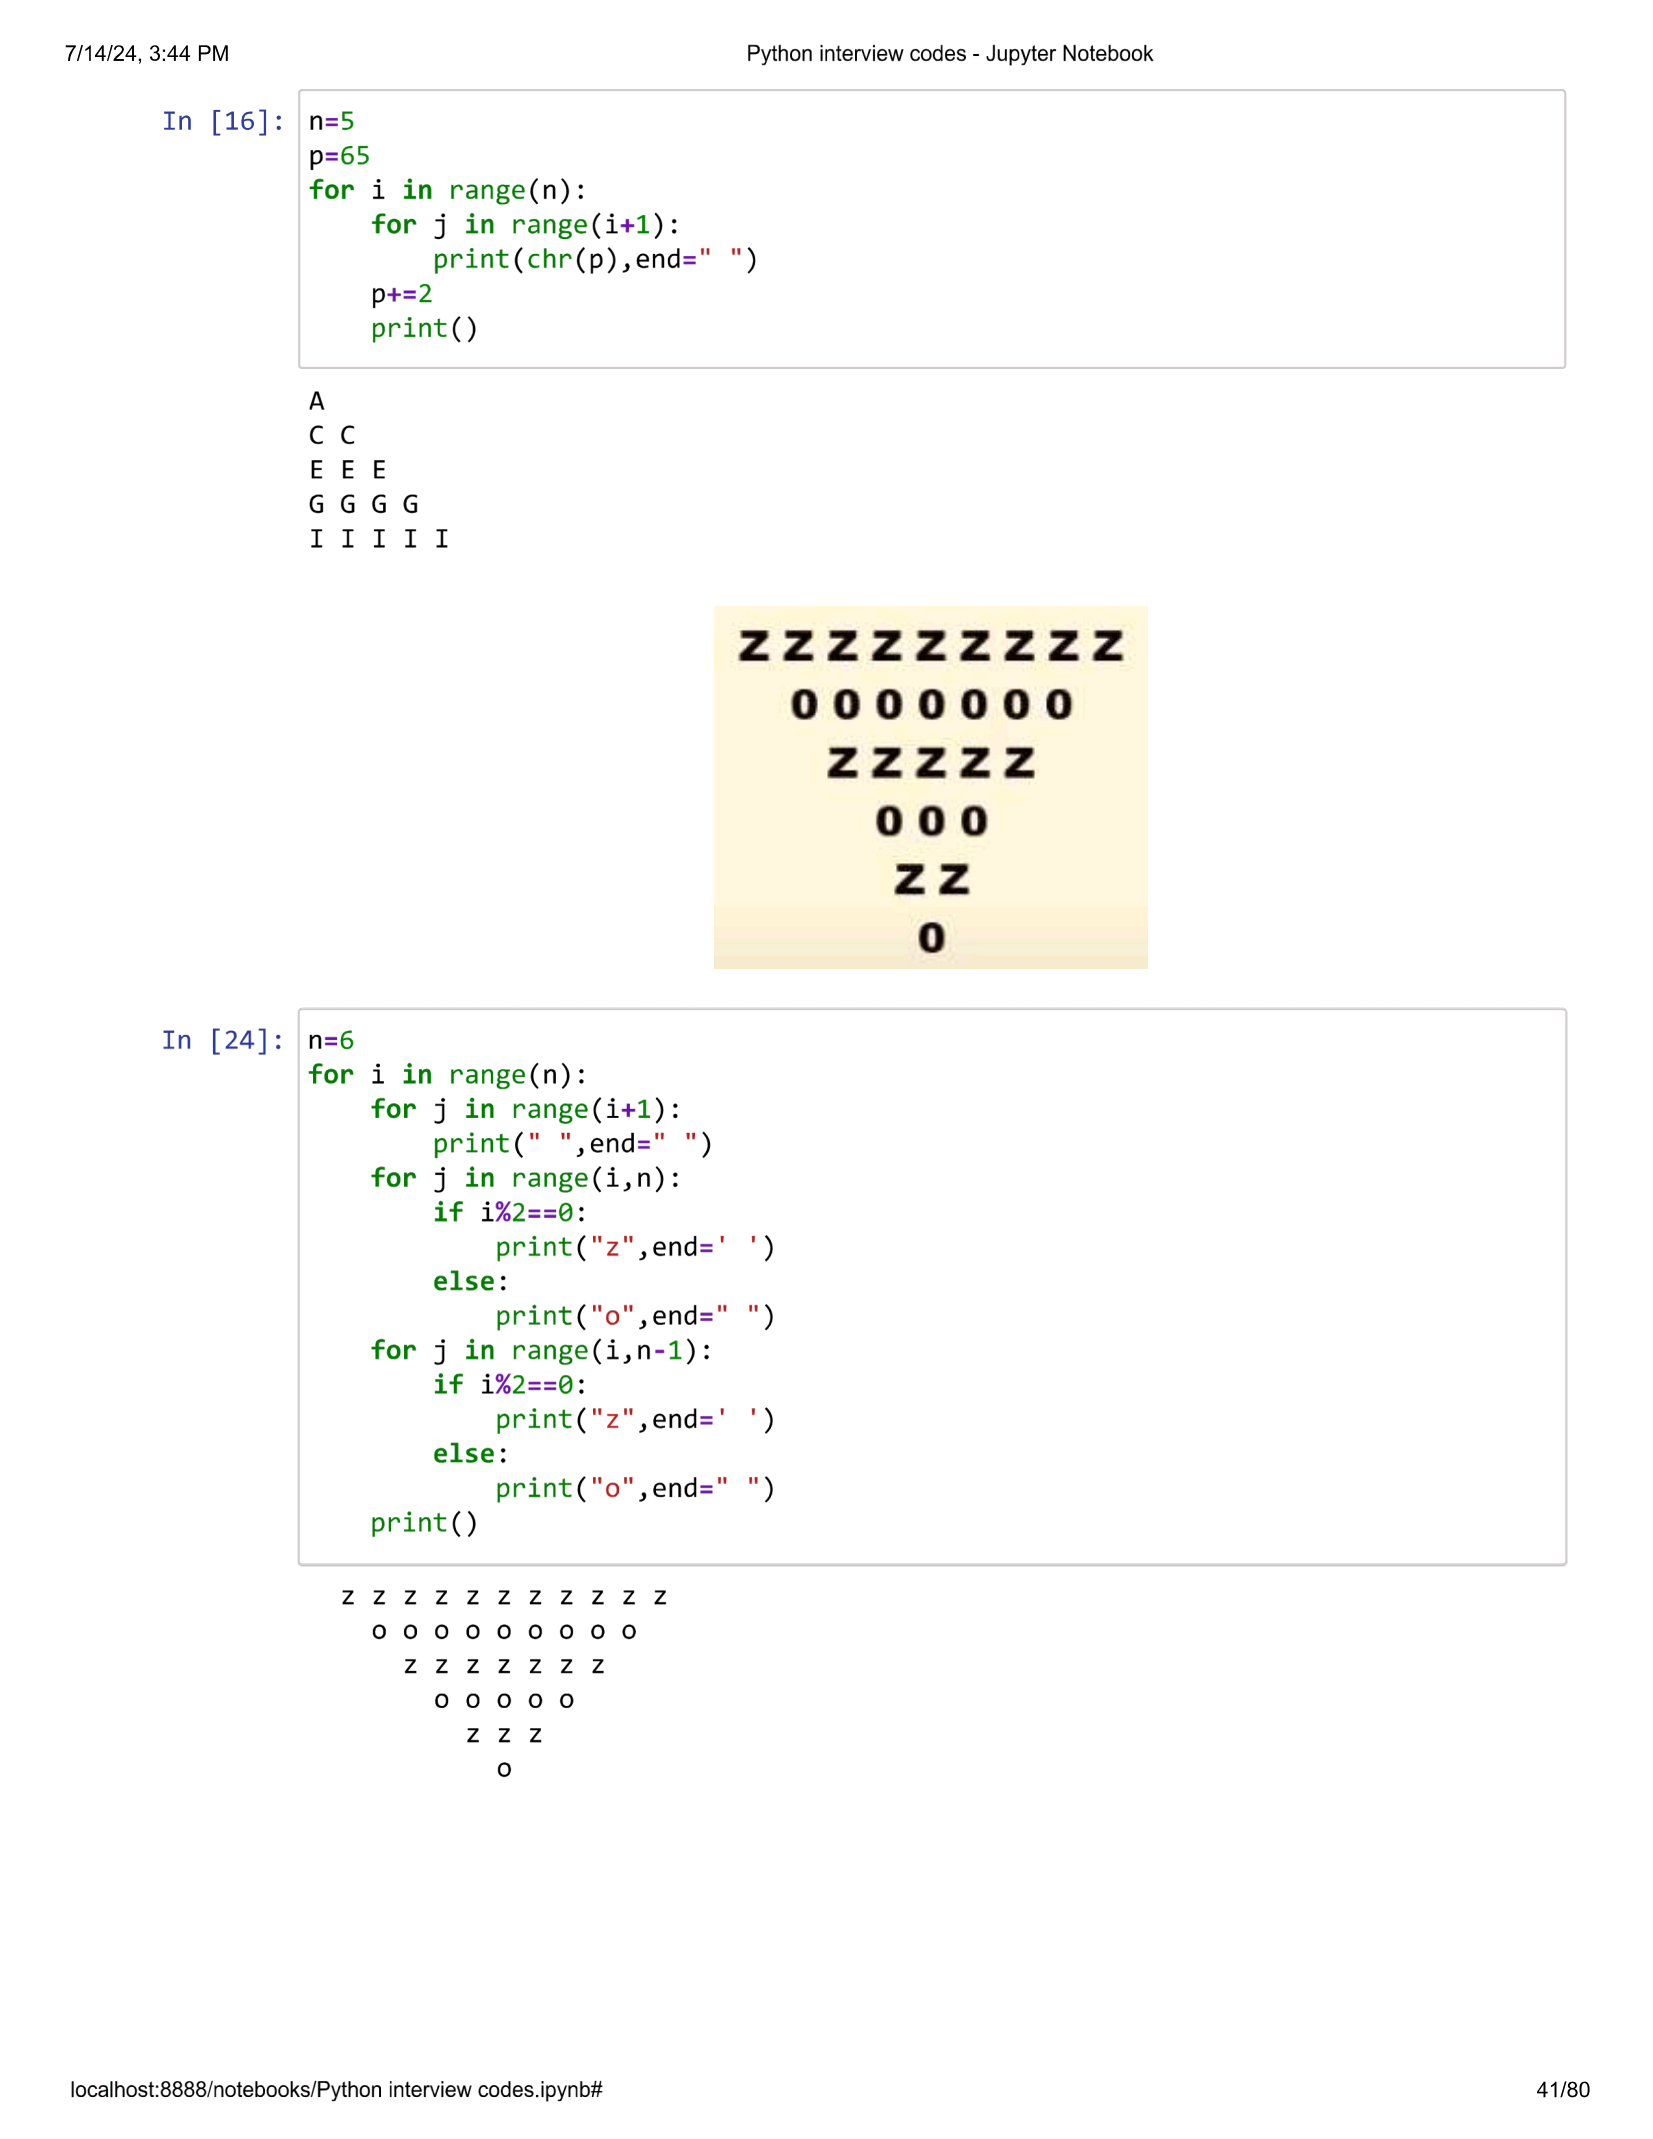 7/14/24, 3:44 PM Python interview codes - Jupyter Notebook
In [16]: n=5
p=65
for i in range(n):
    for j in range(i+1):
        print(chr(p),end=" ")
    p+=2
    print()
A
C C
E E E
G G G G
I I I I I
z z z z z z z z z
0 0 0 0 0 0 0
z z z z z
0 0 0
z z
0
In [24]: n=6
for i in range(n):
    for j in range(i+1):
        print(" ",end=" ")
    for j in range(i,n):
        if i%2==0:
            print("z",end=' ')
        else:
            print("o",end=" ")
    for j in range(i,n-1):
        if i%2==0:
            print("z",end=' ')
        else:
            print("o",end=" ")
    print()
  z z z z z z z z z z z
    o o o o o o o o o
      z z z z z z z
        o o o o o
          z z z
            o
localhost:8888/notebooks/Python interview codes.ipynb# 41/80